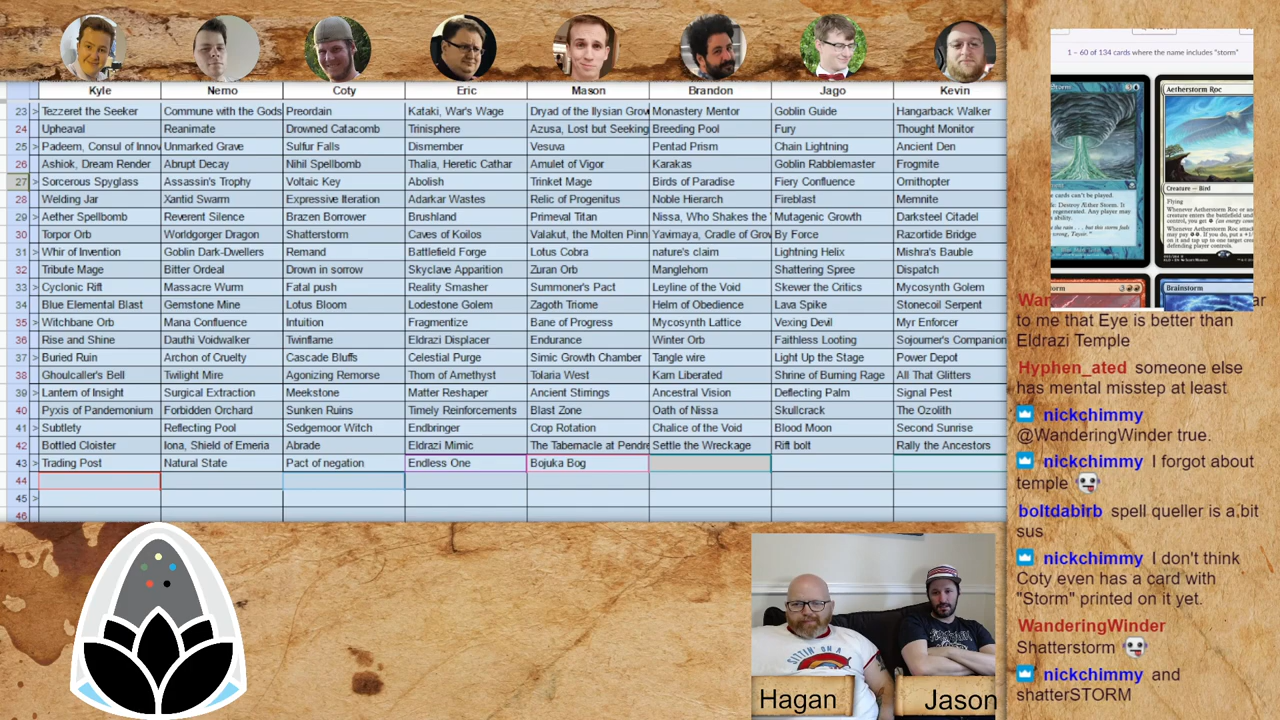 Kyle Nemo Coty Eric Mason Brandon Jago Kevin
23 > Tezzeret the Seeker Commune with the Gods Preordain Kataki, War's Wage Dryad of the Ilysian Grov Monastery Mentor Goblin Guide Hangarback Walker
24 Upheaval Reanimate Drowned Catacomb Trinisphere Azusa, Lost but Seeking Breeding Pool Fury Thought Monitor
25 > Padeem, Consul of Innov Unmarked Grave Sulfur Falls Dismember Vesuva Pentad Prism Chain Lightning Ancient Den
26 Ashiok, Dream Render Abrupt Decay Nihil Spellbomb Thalia, Heretic Cathar Amulet of Vigor Karakas Goblin Rabblemaster Frogmite
27 > Sorcerous Spyglass Assassin's Trophy Voltaic Key Abolish Trinket Mage Birds of Paradise Fiery Confluence Ornithopter
28 Welding Jar Xantid Swarm Expressive Iteration Adarkar Wastes Relic of Progenitus Noble Hierarch Fireblast Memnite
29 > Aether Spellbomb Reverent Silence Brazen Borrower Brushland Primeval Titan Nissa, Who Shakes the Mutagenic Growth Darksteel Citadel
30 Torpor Orb Worldgorger Dragon Shatterstorm Caves of Koilos Valakut, the Molten Pinn Yavimaya, Cradle of Grov By Force Razortide Bridge
31 > Whir of Invention Goblin Dark-Dwellers Remand Battlefield Forge Lotus Cobra nature's claim Lightning Helix Mishra's Bauble
32 Tribute Mage Bitter Ordeal Drown in sorrow Skyclave Apparition Zuran Orb Manglehorn Shattering Spree Dispatch
33 > Cyclonic Rift Massacre Wurm Fatal push Reality Smasher Summoner's Pact Leyline of the Void Skewer the Critics Mycosynth Golem
34 Blue Elemental Blast Gemstone Mine Lotus Bloom Lodestone Golem Zagoth Triome Helm of Obedience Lava Spike Stonecoil Serpent
35 > Witchbane Orb Mana Confluence Intuition Fragmentize Bane of Progress Mycosynth Lattice Vexing Devil Myr Enforcer
36 Rise and Shine Dauthi Voidwalker Twinflame Eldrazi Displacer Endurance Winter Orb Faithless Looting Sojourner's Companion
37 > Buried Ruin Archon of Cruelty Cascade Bluffs Celestial Purge Simic Growth Chamber Tangle wire Light Up the Stage Power Depot
38 Ghoulcaller's Bell Twilight Mire Agonizing Remorse Thorn of Amethyst Tolaria West Karn Liberated Shrine of Burning Rage All That Glitters
39 > Lantern of Insight Surgical Extraction Meekstone Matter Reshaper Ancient Stirrings Ancestral Vision Deflecting Palm Signal Pest
40 Pyxis of Pandemonium Forbidden Orchard Sunken Ruins Timely Reinforcements Blast Zone Oath of Nissa Skullcrack The Ozolith
41 > Subtlety Reflecting Pool Sedgemoor Witch Endbringer Crop Rotation Chalice of the Void Blood Moon Second Sunrise
42 Bottled Cloister Iona, Shield of Emeria Abrade Eldrazi Mimic The Tabernacle at Pendre Settle the Wreckage Rift bolt Rally the Ancestors
43 > Trading Post Natural State Pact of negation Endless One Bojuka Bog
44
45 >
46
1 – 60 of 134 cards where the name includes "storm"
Storm
Aetherstorm Roc
Creature — Bird
Flying
Whenever Aetherstorm Roc or
Brainstorm
to me that Eye is better than
Eldrazi Temple
Hyphen_ated someone else
has mental misstep at least
nickchimmy
@WanderingWinder true.
nickchimmy I forgot about
temple
boltdabirb spell queller is a bit
sus
nickchimmy I don't think
Coty even has a card with
"Storm" printed on it yet.
WanderingWinder
Shatterstorm
nickchimmy and
shatterSTORM
SITTIN' ON A
Hagan
Jason